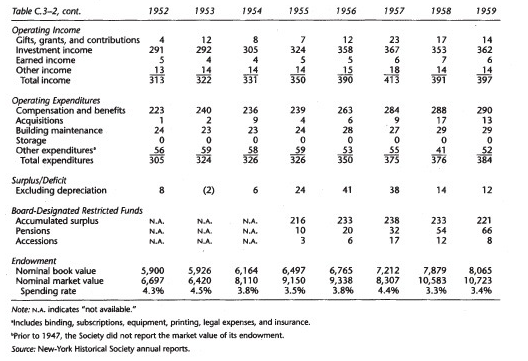 Table C.3–2, cont. 1952 1953 1954 1955 1956 1957 1958 1959
Operating Income
Gifts, grants, and contributions 4 12 8 7 12 23 17 14
Investment income 291 292 305 324 358 367 353 362
Earned income 5 4 4 5 5 6 7 6
Other income 13 14 14 14 15 18 14 14
Total income 313 322 331 350 390 413 391 397
Operating Expenditures
Compensation and benefits 223 240 236 239 263 284 288 290
Acquisitions 1 2 9 4 6 9 17 13
Building maintenance 24 23 23 24 28 27 29 29
Storage 0 0 0 0 0 0 0 0
Other expendituresª 56 59 58 59 53 55 41 52
Total expenditures 305 324 326 326 350 376 376 384
Surplus/Deficit
Excluding depreciation 8 (2) 6 24 41 38 14 12
Board-Designated Restricted Funds
Accumulated surplus N.A. N.A. N.A. 216 233 238 233 221
Pensions N.A. N.A. N.A. 10 20 32 54 66
Accessions N.A. N.A. N.A. 3 6 17 12 8
Endowment
Nominal book value 5,900 5,926 6,164 6,497 6,765 7,212 7,879 8,065
Nominal market value 6,697 6,420 8,110 9,150 9,338 8,307 10,583 10,723
Spending rate 4.3% 4.5% 3.8% 3.5% 3.8% 4.4% 3.3% 3.4%
Note: N.A. indicates "not available."
ªIncludes binding, subscriptions, equipment, printing, legal expenses, and insurance.
ᵇPrior to 1947, the Society did not report the market value of its endowment.
Source: New-York Historical Society annual reports.